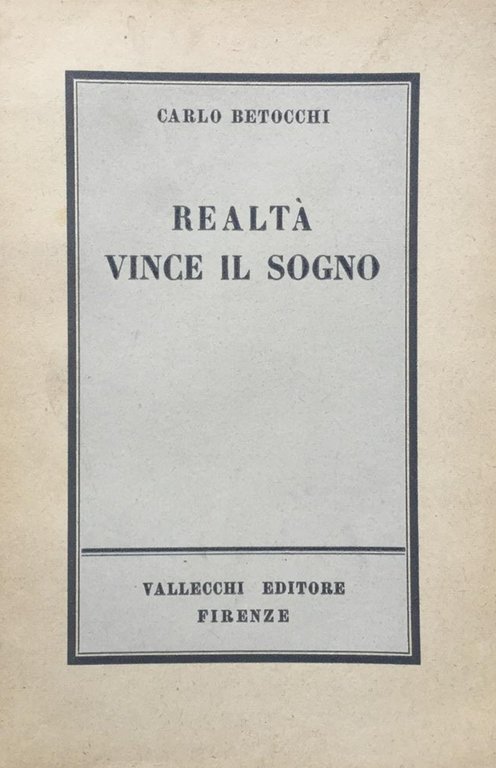 CARLO BETOCCHI
REALTÀ
VINCE IL SOGNO
VALLECCHI EDITORE
FIRENZE